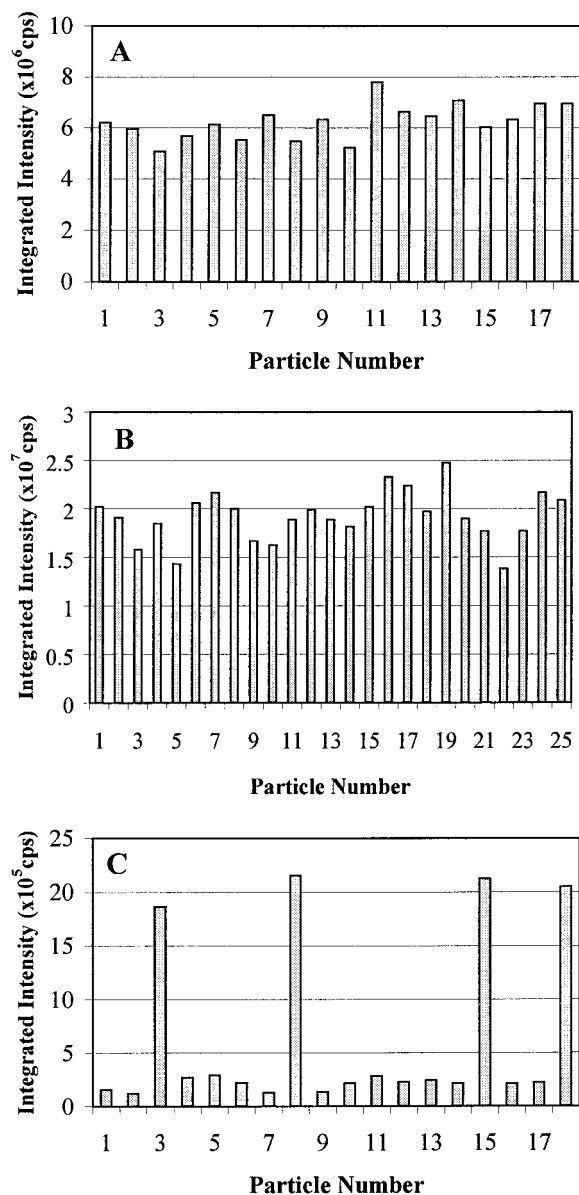 A
Integrated Intensity (x10⁶cps)
10
8
6
4
2
0
1 3 5 7 9 11 13 15 17
Particle Number
B
Integrated Intensity (x10⁷cps)
3
2.5
2
1.5
1
0.5
0
1 3 5 7 9 11 13 15 17 19 21 23 25
Particle Number
C
Integrated Intensity (x10⁵cps)
25
20
15
10
5
0
1 3 5 7 9 11 13 15 17
Particle Number